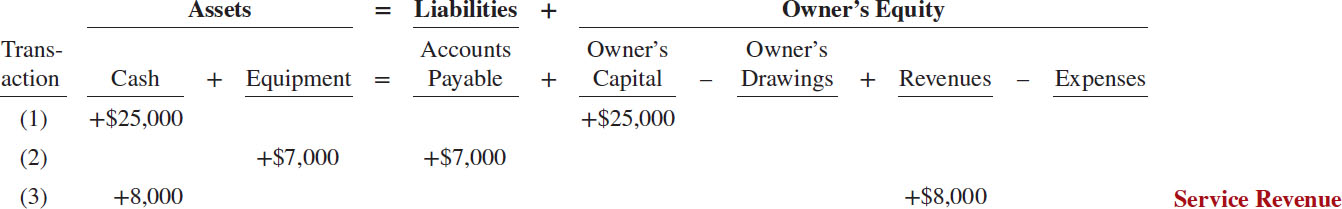 Assets = Liabilities + Owner's Equity
Trans- Accounts Owner's Owner's
action Cash + Equipment = Payable + Capital – Drawings + Revenues – Expenses
(1) +$25,000 +$25,000
(2) +$7,000 +$7,000
(3) +8,000 +$8,000 Service Revenue